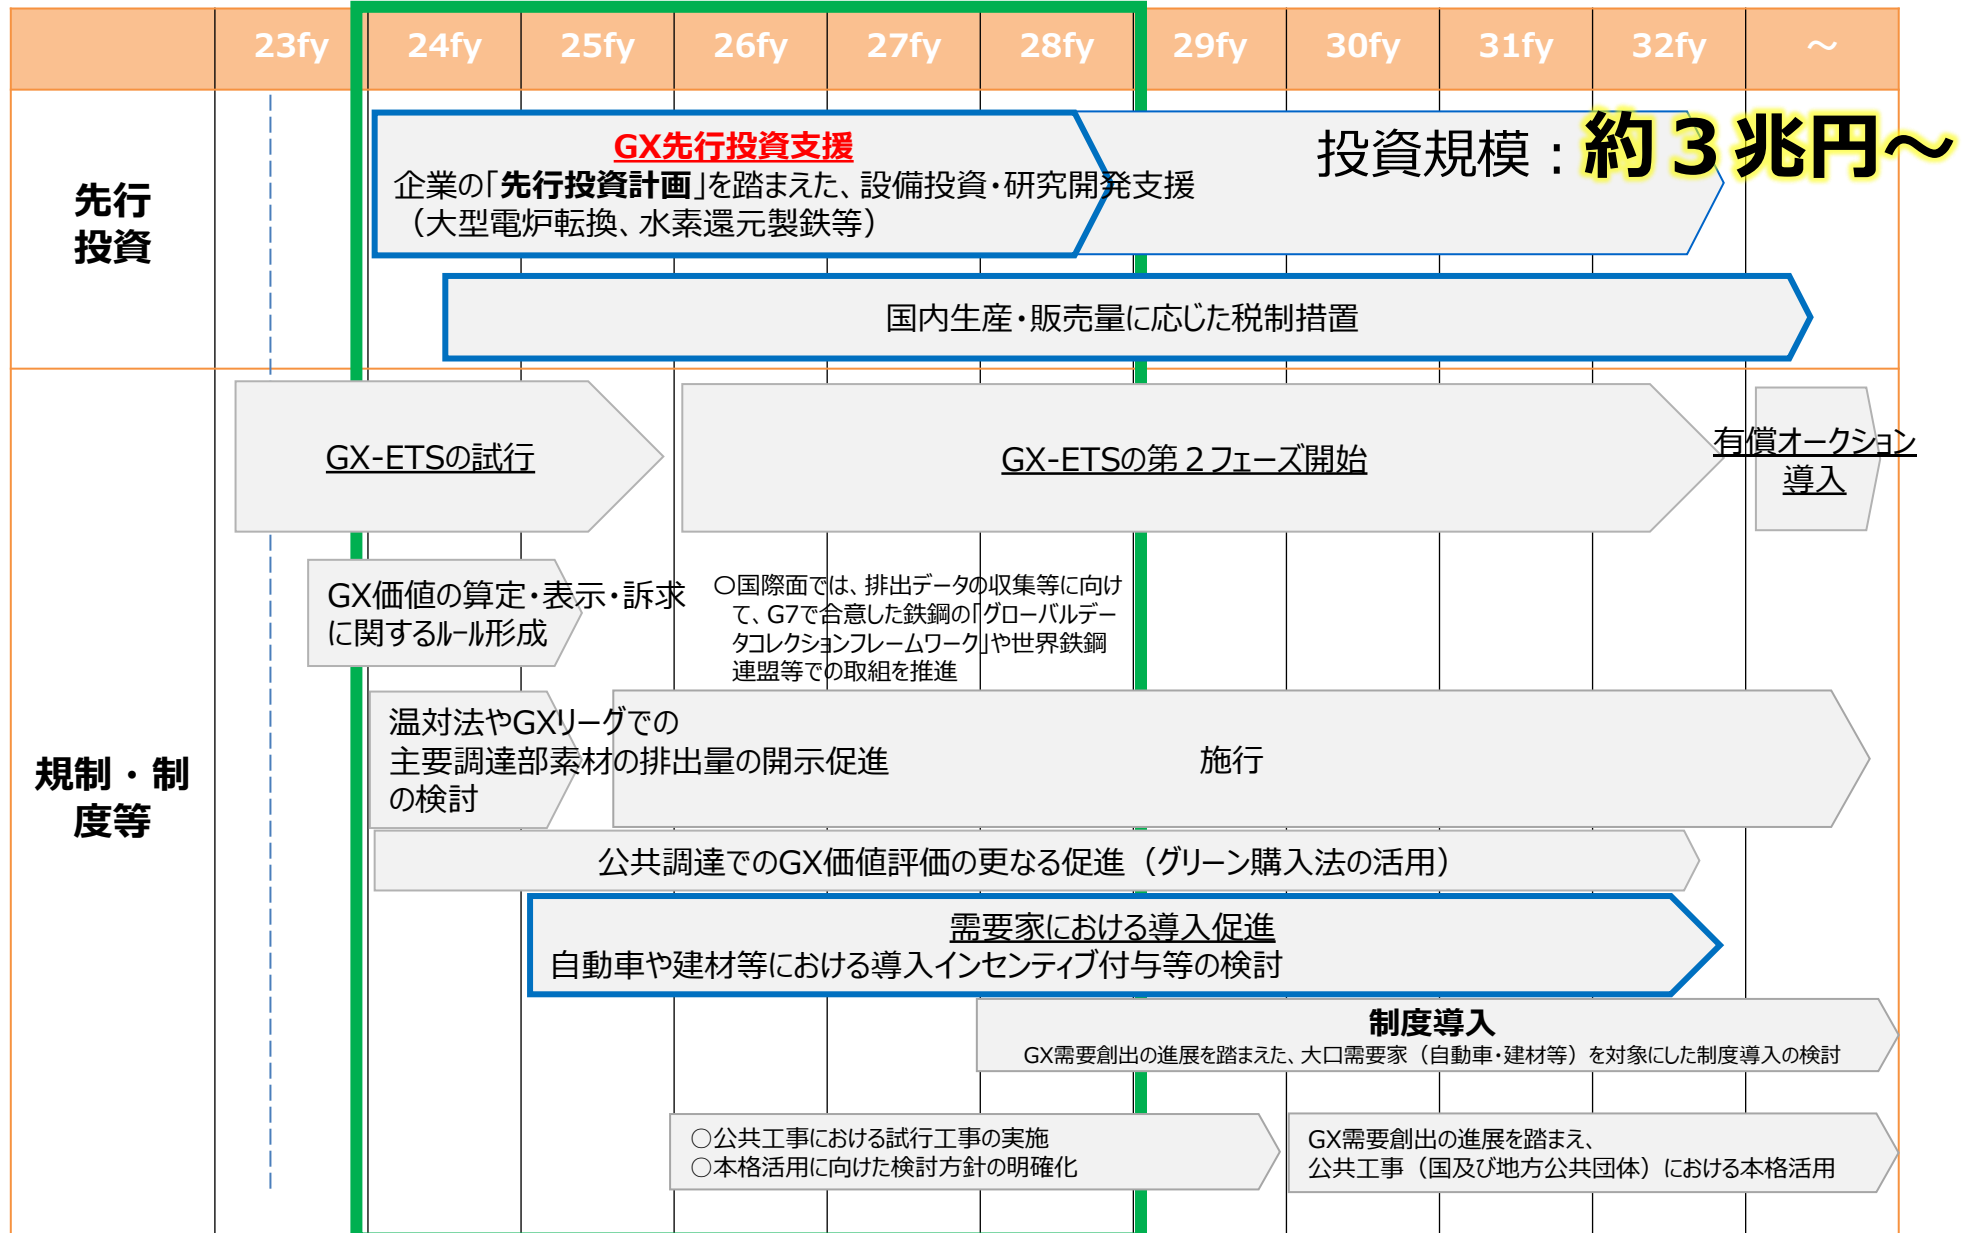 23fy 24fy 25fy 26fy 27fy 28fy 29fy 30fy 31fy 32fy ～
先行
投資
GX先行投資支援
企業の「先行投資計画」を踏まえた、設備投資・研究開発支援
（大型電炉転換、水素還元製鉄等）
投資規模：約３兆円～
国内生産・販売量に応じた税制措置
規制・制
度等
GX-ETSの試行
GX-ETSの第２フェーズ開始
有償オークション
導入
GX価値の算定・表示・訴求
に関するルール形成
○国際面では、排出データの収集等に向け
て、G7で合意した鉄鋼の「グローバルデー
タコレクションフレームワーク」や世界鉄鋼
連盟等での取組を推進
温対法やGXリーグでの
主要調達部素材の排出量の開示促進
の検討
施行
公共調達でのGX価値評価の更なる促進（グリーン購入法の活用）
需要家における導入促進
自動車や建材等における導入インセンティブ付与等の検討
制度導入
GX需要創出の進展を踏まえた、大口需要家（自動車・建材等）を対象にした制度導入の検討
○公共工事における試行工事の実施
○本格活用に向けた検討方針の明確化
GX需要創出の進展を踏まえ、
公共工事（国及び地方公共団体）における本格活用